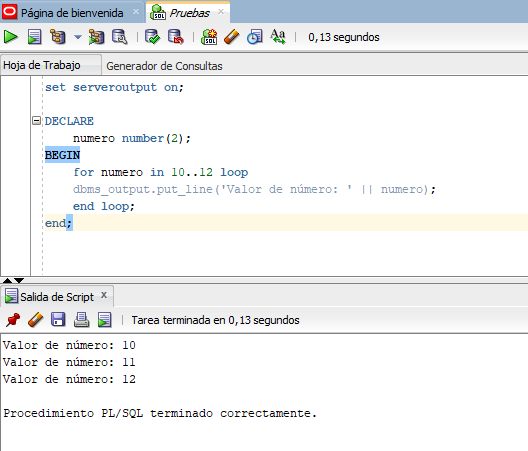 Página de bienvenida Pruebas
0,13 segundos
Hoja de Trabajo Generador de Consultas
set serveroutput on;
DECLARE
numero number(2);
BEGIN
for numero in 10..12 loop
dbms_output.put_line('Valor de número: ' || numero);
end loop;
end;
Salida de Script
Tarea terminada en 0,13 segundos
Valor de número: 10
Valor de número: 11
Valor de número: 12
Procedimiento PL/SQL terminado correctamente.